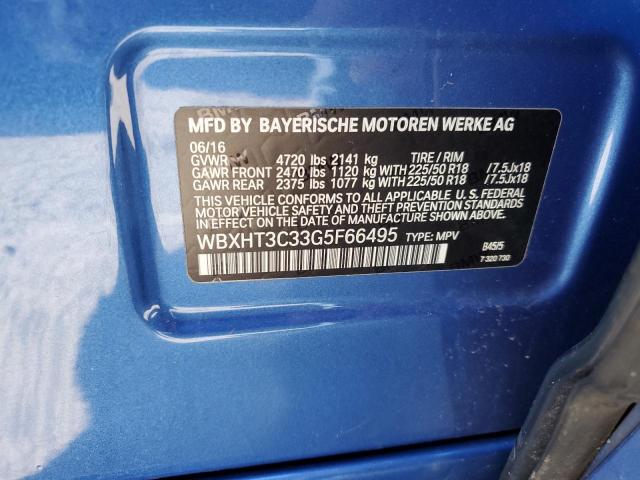 MFD BY BAYERISCHE MOTOREN WERKE AG
06/16
GVWR 4720 lbs 2141 kg TIRE / RIM
GAWR FRONT 2470 lbs 1120 kg WITH 225/50 R18 /7.5Jx18
GAWR REAR 2375 lbs 1077 kg WITH 225/50 R18 /7.5Jx18
THIS VEHICLE CONFORMS TO ALL APPLICABLE U. S. FEDERAL
MOTOR VEHICLE SAFETY, BUMPER, AND THEFT PREVENTION STANDARDS
IN EFFECT ON THE DATE OF MANUFACTURE SHOWN ABOVE.
WBXHT3C33G5F66495 TYPE: MPV B45/5
7 320 730